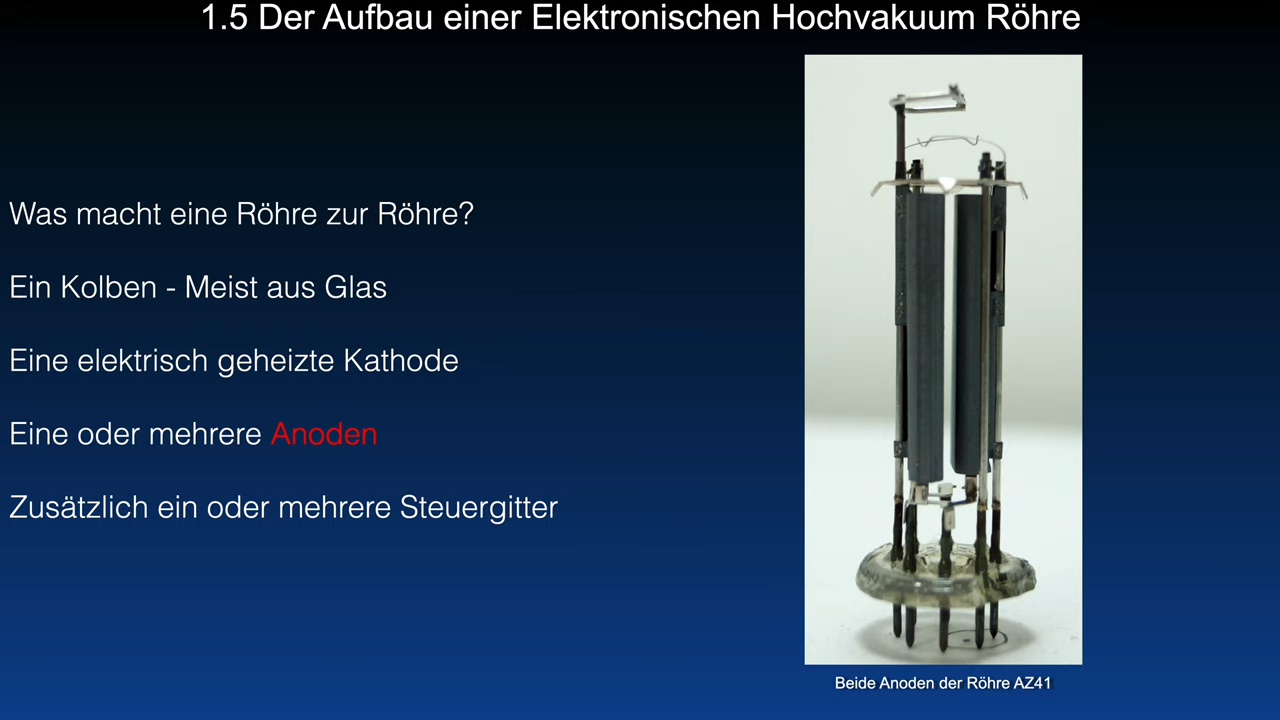 1.5 Der Aufbau einer Elektronischen Hochvakuum Röhre
Was macht eine Röhre zur Röhre?
Ein Kolben - Meist aus Glas
Eine elektrisch geheizte Kathode
Eine oder mehrere Anoden
Zusätzlich ein oder mehrere Steuergitter
Beide Anoden der Röhre AZ41